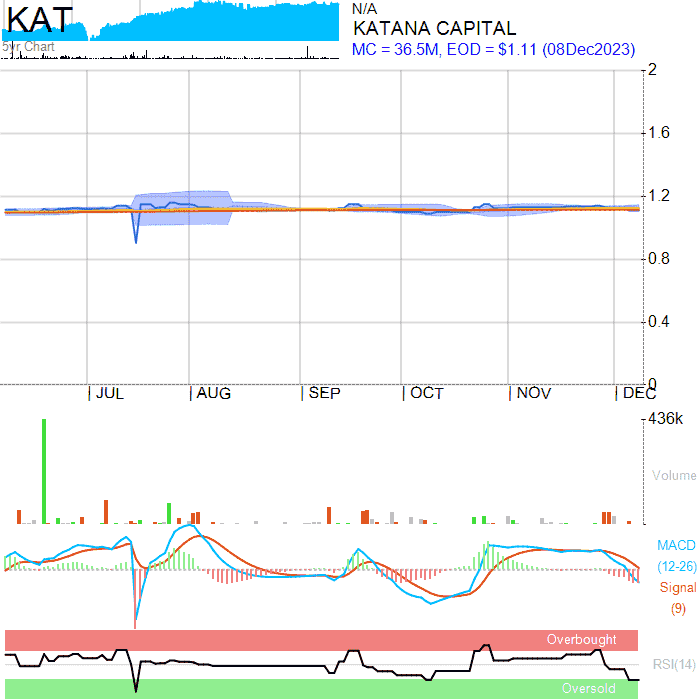 KAT
5yr Chart
N/A
KATANA CAPITAL
MC = 36.5M, EOD = $1.11 (08Dec2023)
2
1.6
1.2
0.8
0.4
0
JUL AUG SEP OCT NOV DEC
436k
Volume
MACD
(12-26)
Signal
(9)
Overbought
RSI(14)
Oversold